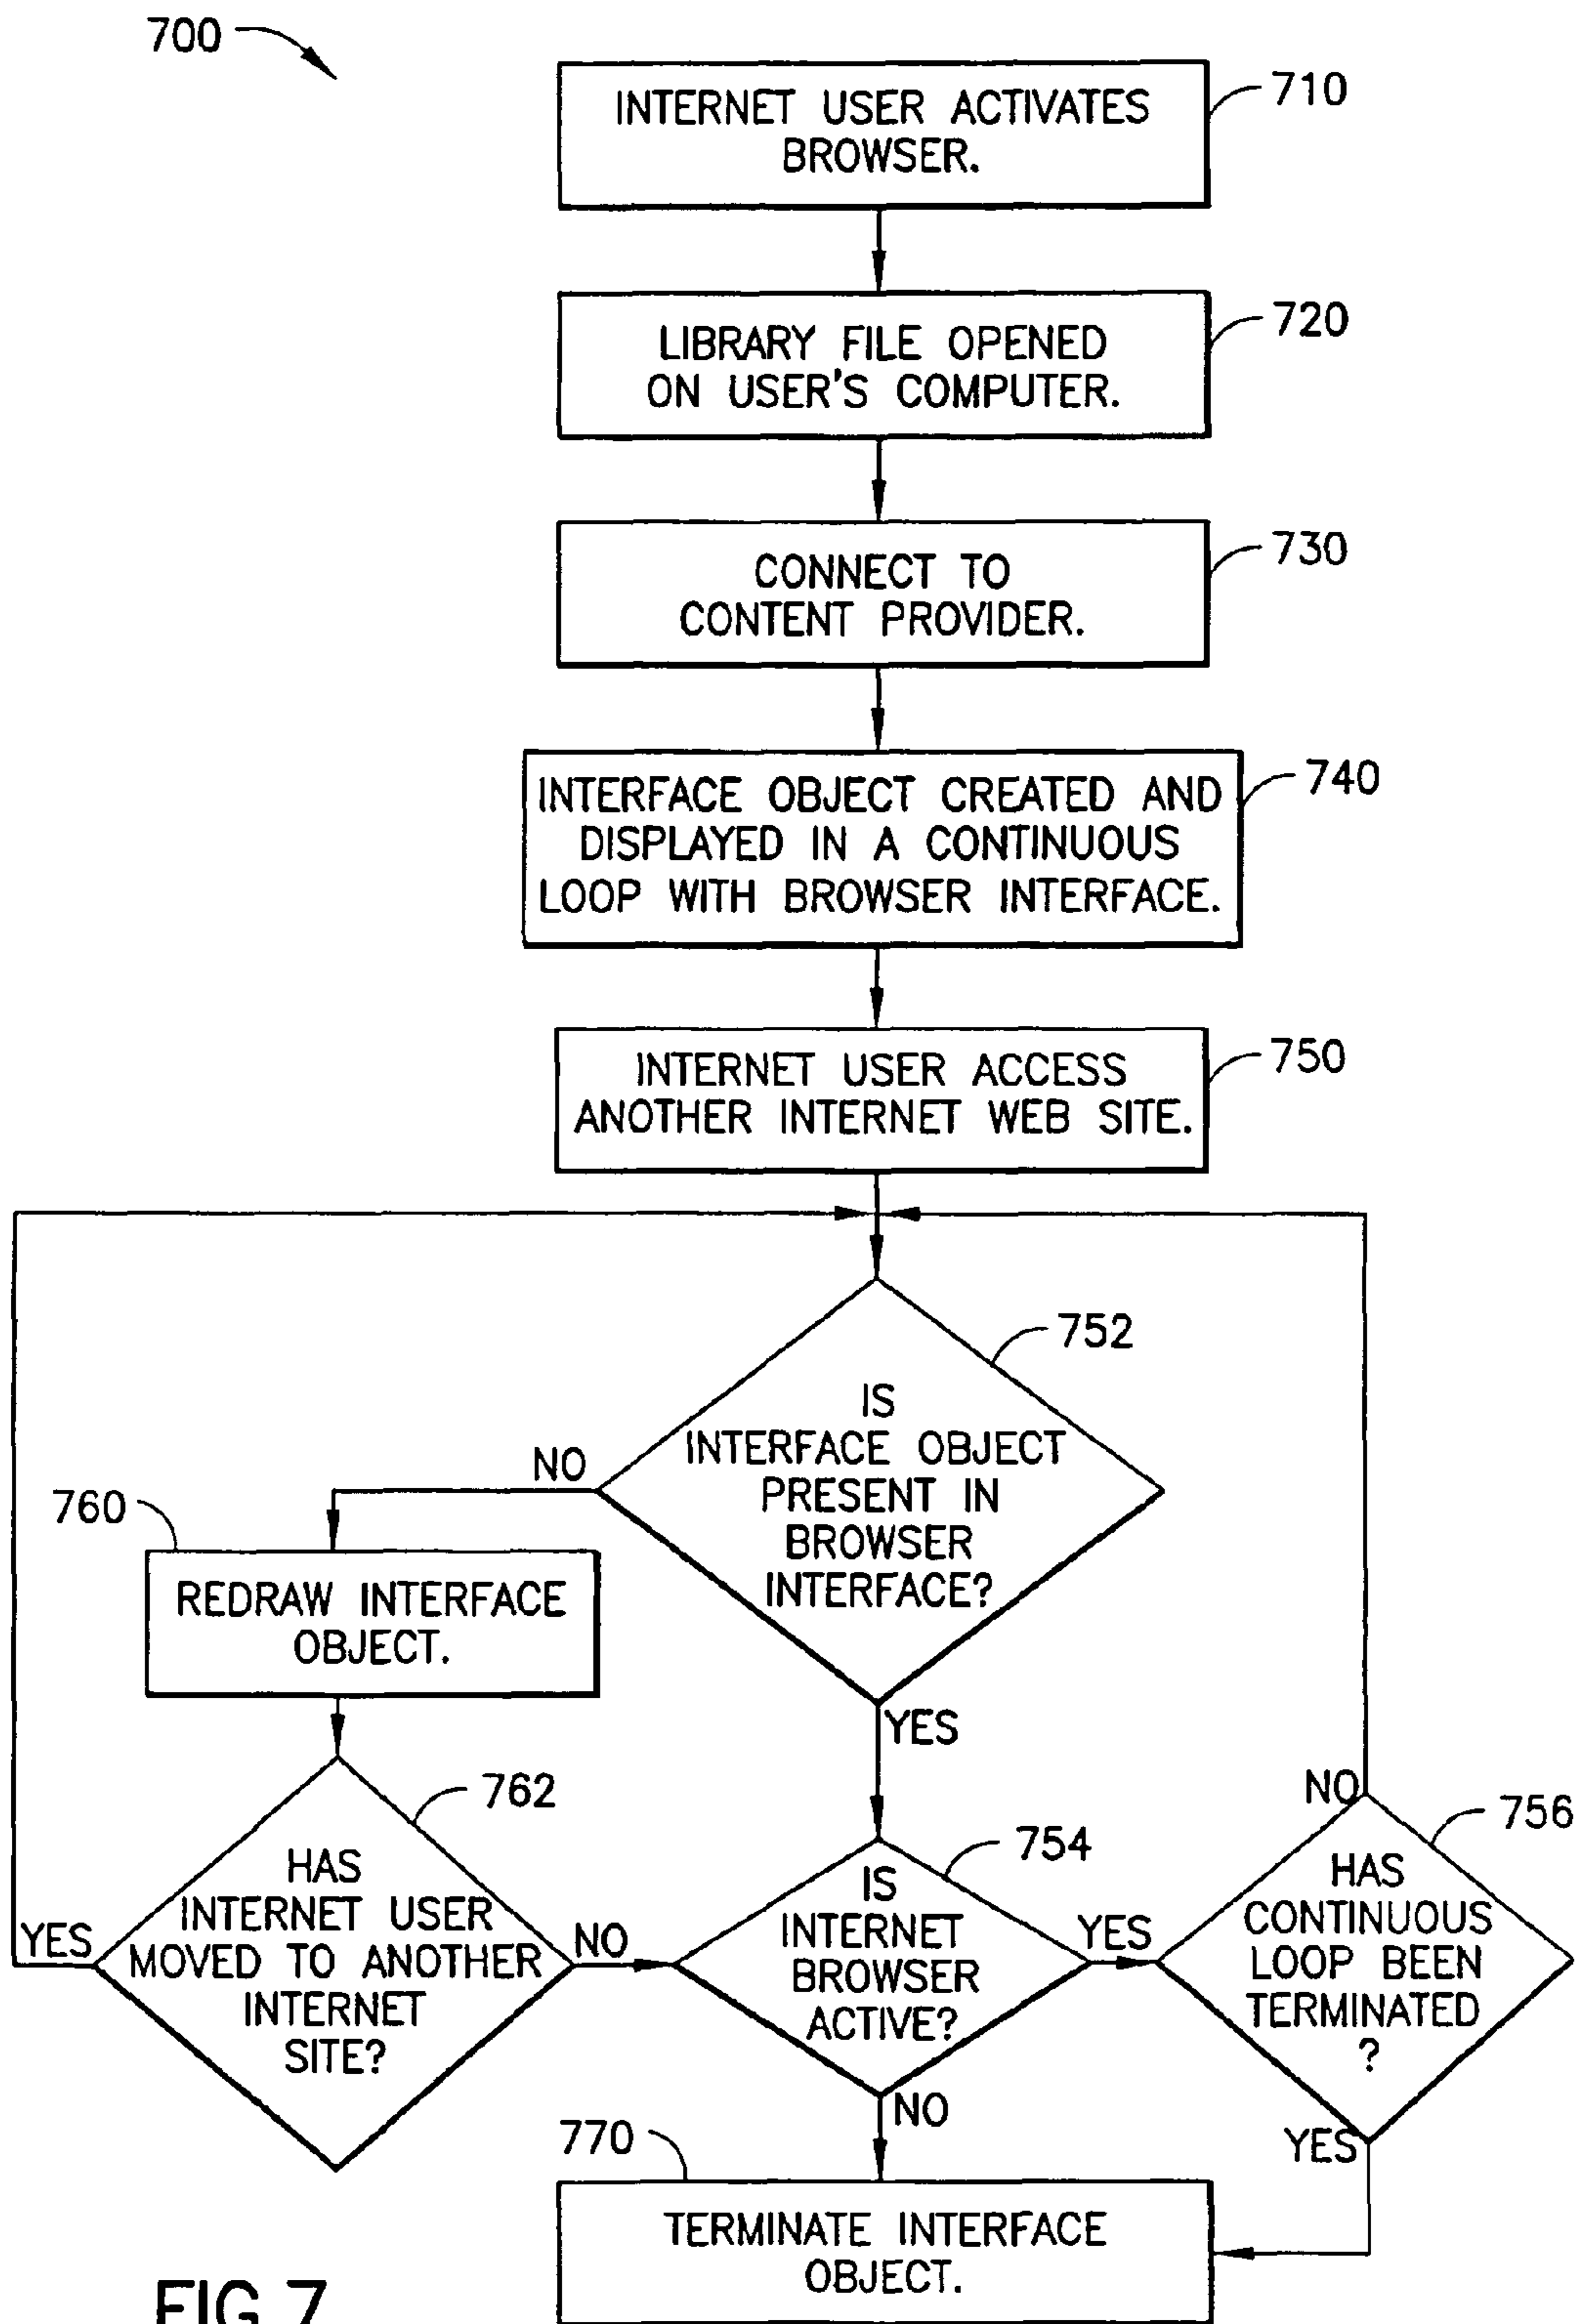 700
INTERNET USER ACTIVATES
BROWSER.
710
LIBRARY FILE OPENED
ON USER'S COMPUTER.
720
CONNECT TO
CONTENT PROVIDER.
730
INTERFACE OBJECT CREATED AND
DISPLAYED IN A CONTINUOUS
LOOP WITH BROWSER INTERFACE.
740
INTERNET USER ACCESS
ANOTHER INTERNET WEB SITE.
750
IS
INTERFACE OBJECT
PRESENT IN
BROWSER
INTERFACE?
752
NO
YES
760
REDRAW INTERFACE
OBJECT.
HAS
INTERNET USER
MOVED TO ANOTHER
INTERNET
SITE?
762
YES
NO
IS
INTERNET
BROWSER
ACTIVE?
754
YES
NO
HAS
CONTINUOUS
LOOP BEEN
TERMINATED
?
756
NO
YES
770
TERMINATE INTERFACE
OBJECT.
FIG.7